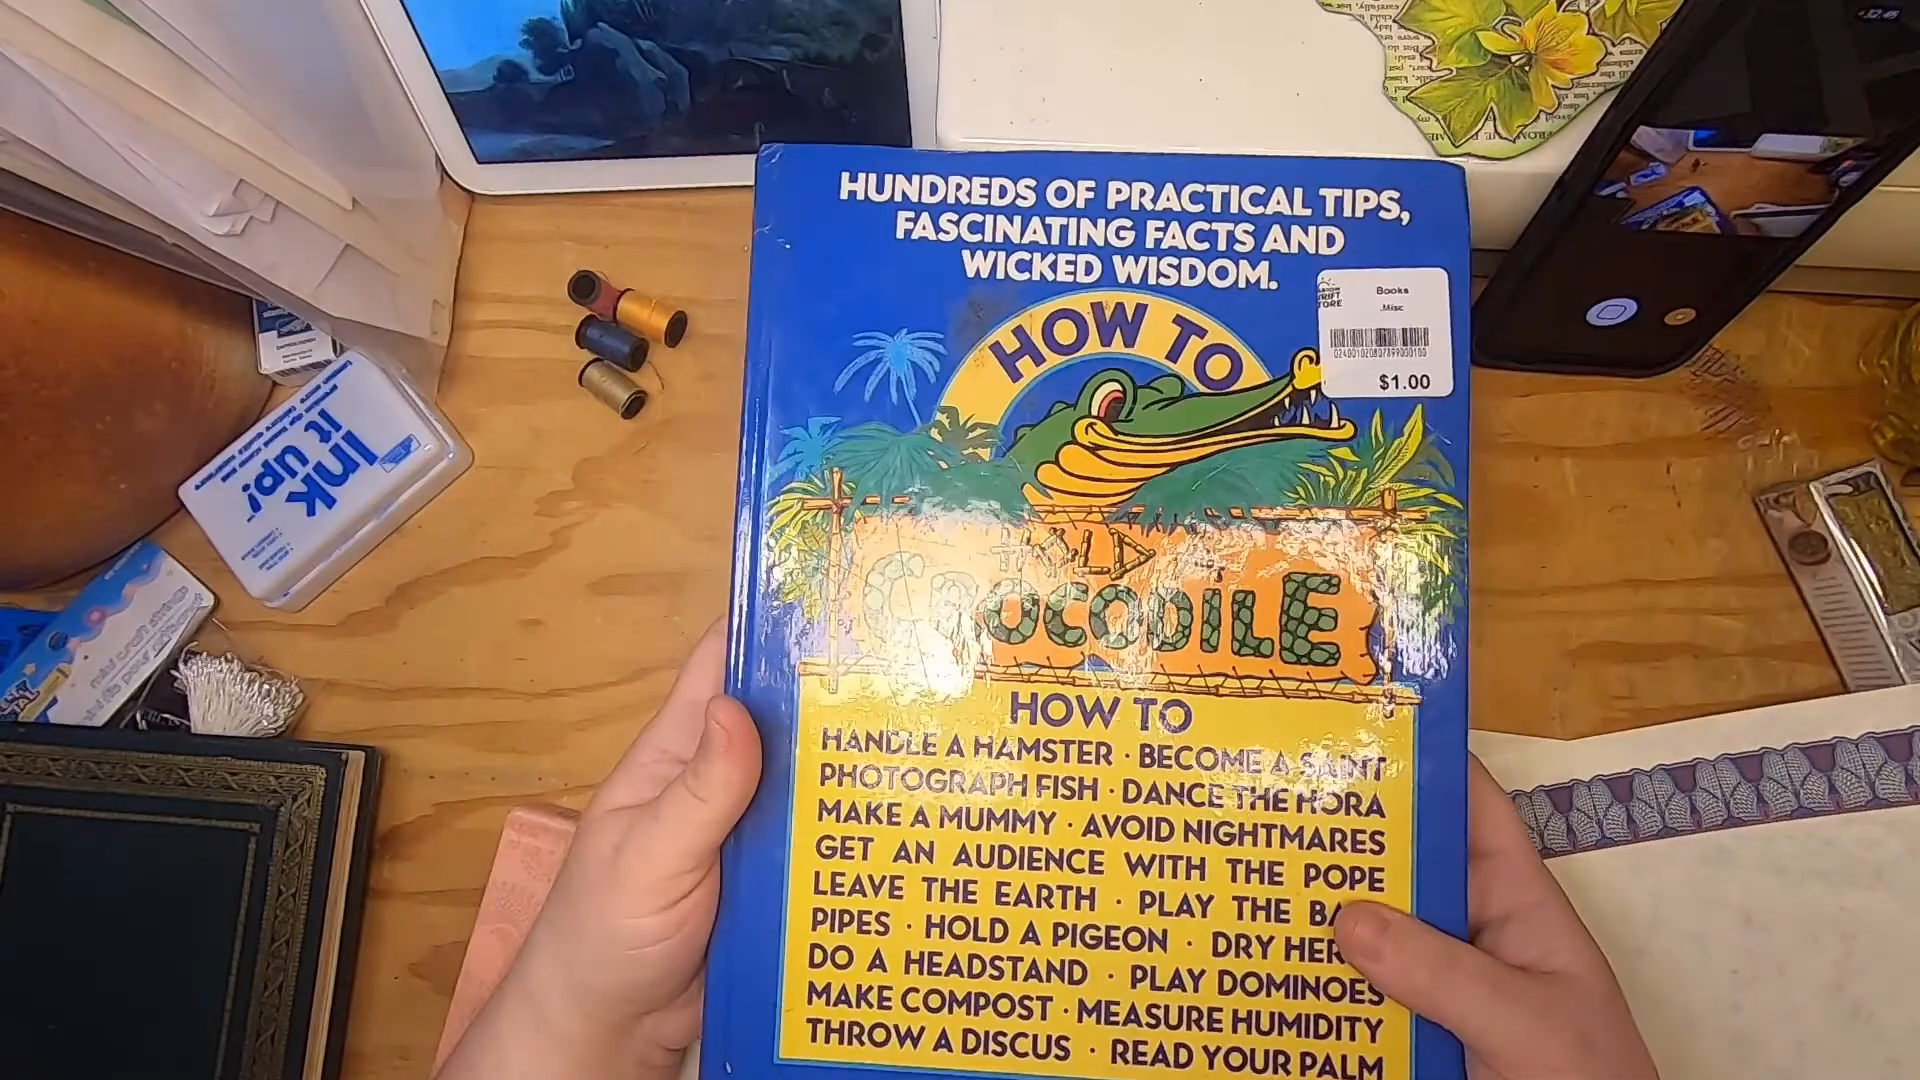 HUNDREDS OF PRACTICAL TIPS,
FASCINATING FACTS AND
WICKED WISDOM.
Books
Misc
$1.00
HOW TO
HOLD
CROCODILE
HOW TO
HANDLE A HAMSTER · BECOME A SAINT
PHOTOGRAPH FISH · DANCE THE HORA
MAKE A MUMMY · AVOID NIGHTMARES
GET AN AUDIENCE WITH THE POPE
LEAVE THE EARTH · PLAY THE
PIPES · HOLD A PIGEON · DRY
DO A HEADSTAND · PLAY DOMINOES
MAKE COMPOST · MEASURE HUMIDITY
THROW A DISCUS · READ YOUR PALM
Ink
It
up!